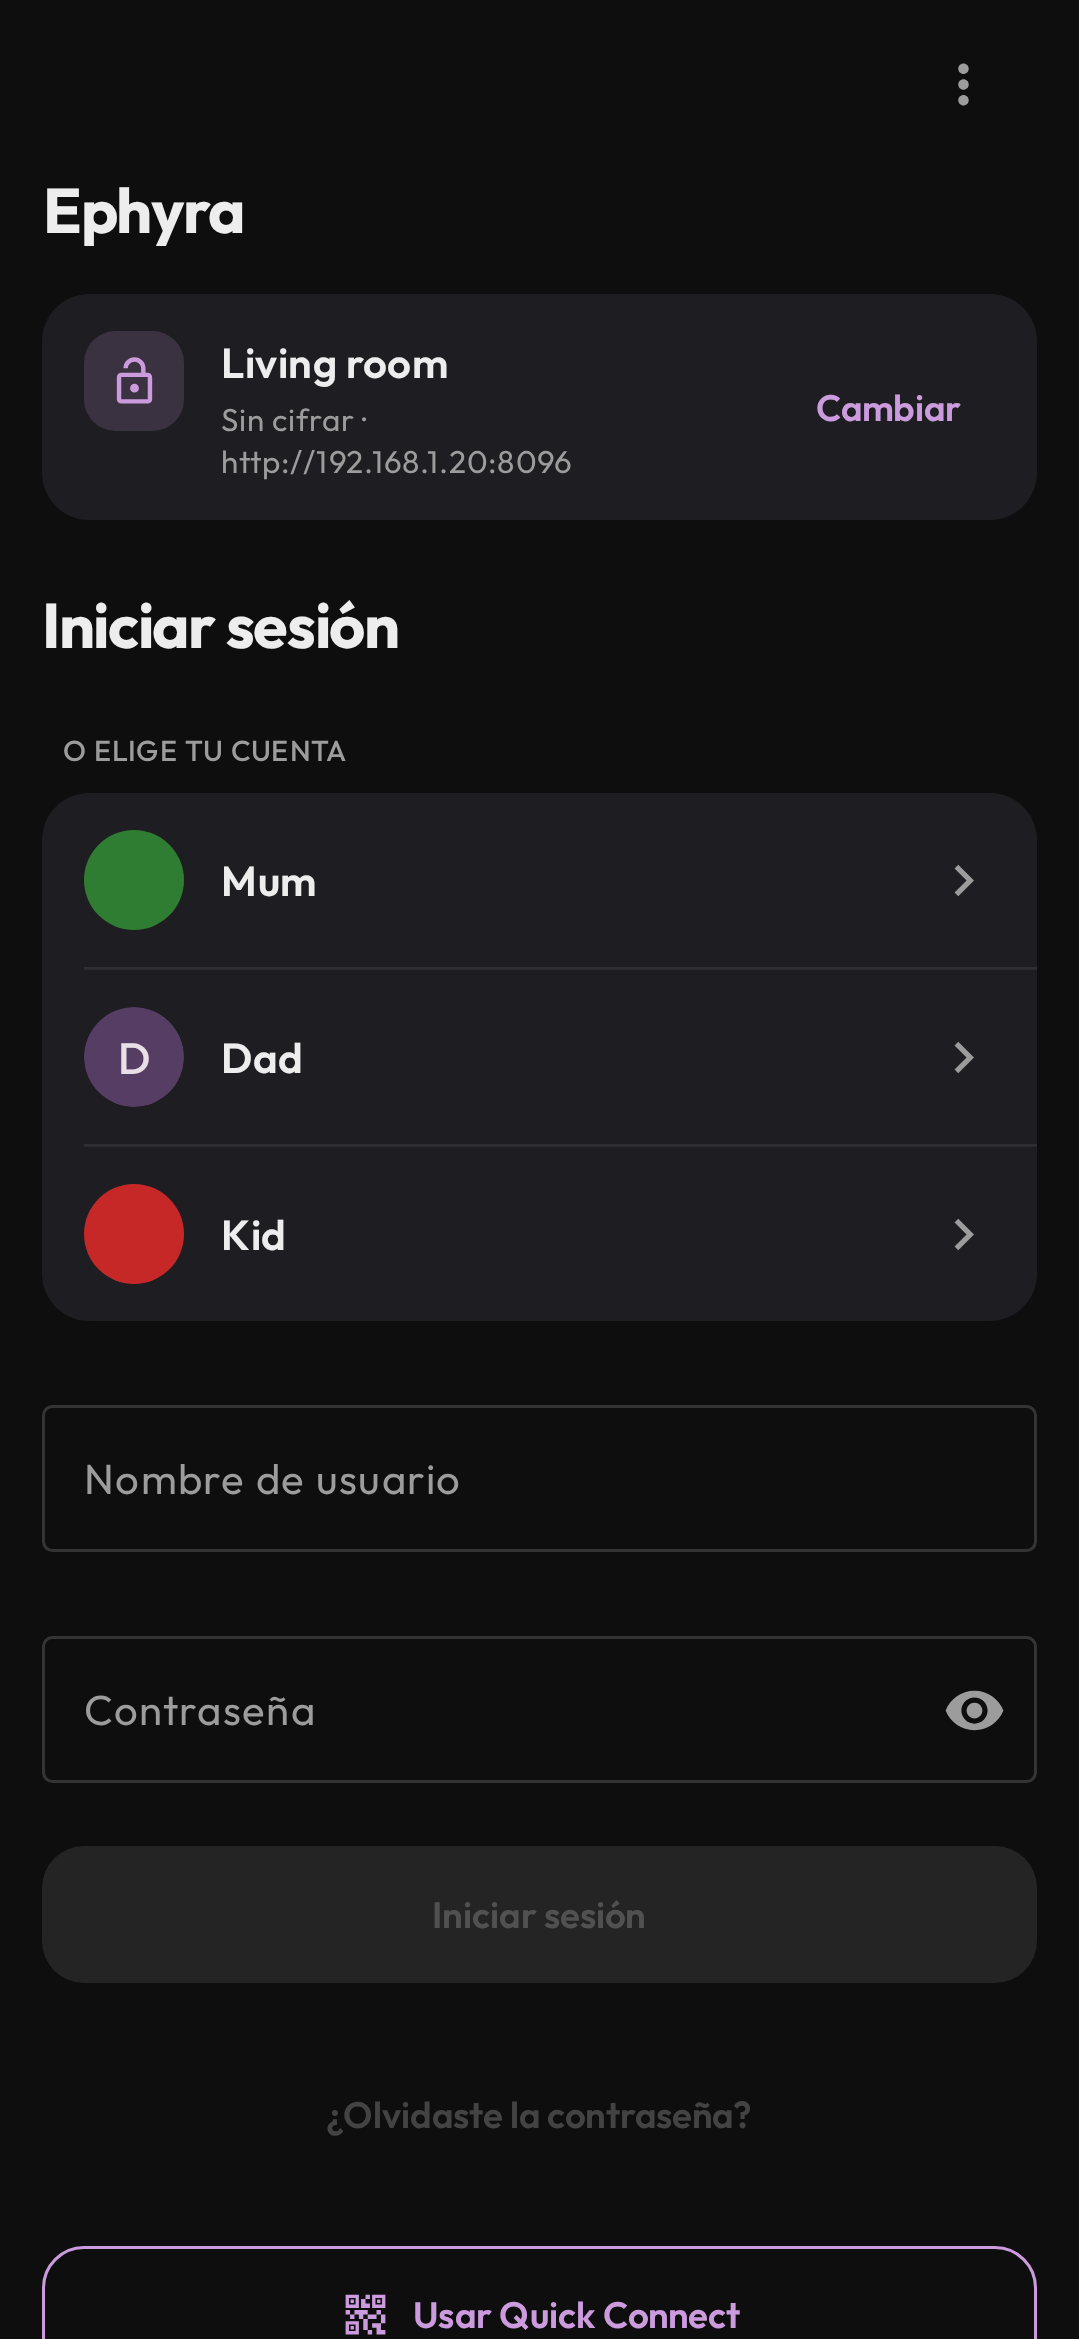 Ephyra
Living room
Sin cifrar ·
http://192.168.1.20:8096
Cambiar
Iniciar sesión
O ELIGE TU CUENTA
Mum
D
Dad
Kid
Nombre de usuario
Contraseña
Iniciar sesión
¿Olvidaste la contraseña?
Usar Quick Connect